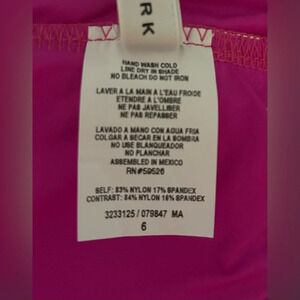 RK
HAND WASH COLD
LINE DRY IN SHADE
NO BLEACH DO NOT IRON
LAVER A LA MAIN A L'EAU FROIDE
ETENDRE A L'OMBRE
NE PAS JAVELLISER
NE PAS REPASSER
LAVADO A MANO CON AGUA FRIA
COLGAR A SECAR EN LA SOMBRA
NO USE BLANQUEADOR
NO PLANCHAR
ASSEMBLED IN MEXICO
RN#59526
SELF: 83% NYLON 17% SPANDEX
CONTRAST: 84% NYLON 16% SPANDEX
3233125 / 079847 MA
6